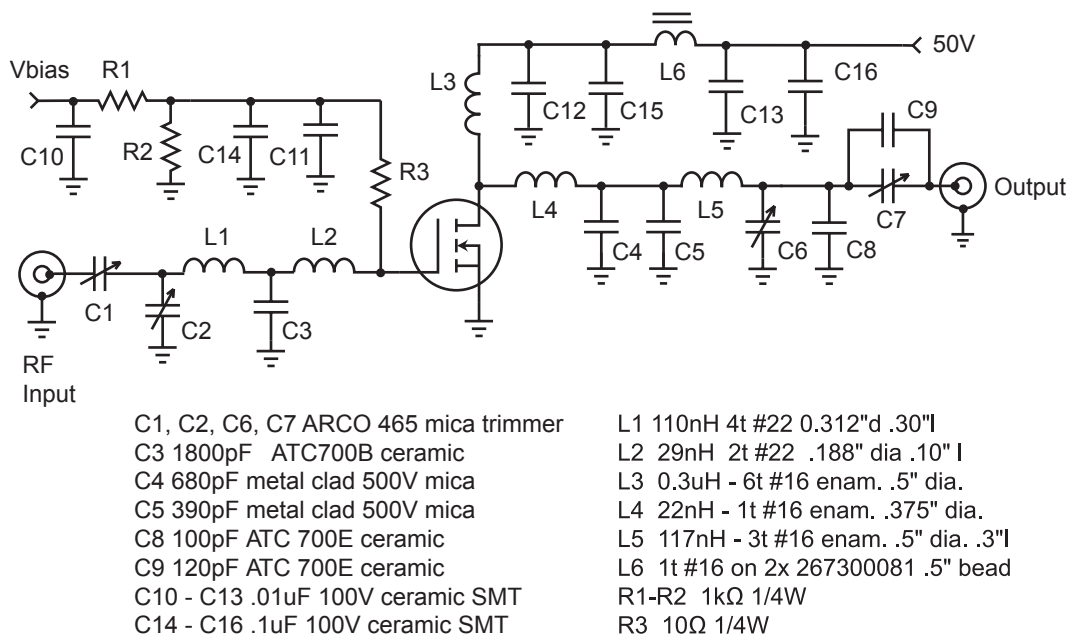 50V
L6
Vbias
R1
L3
C12
C15
C13
C16
C9
C10
R2
C14
C11
R3
Output
L4
L5
C7
C4
C5
C6
C8
L1
L2
C1
C2
C3
RF
Input
C1, C2, C6, C7 ARCO 465 mica trimmer
C3 1800pF ATC700B ceramic
C4 680pF metal clad 500V mica
C5 390pF metal clad 500V mica
C8 100pF ATC 700E ceramic
C9 120pF ATC 700E ceramic
C10 - C13 .01uF 100V ceramic SMT
C14 - C16 .1uF 100V ceramic SMT
L1 110nH 4t #22 0.312"d .30"l
L2 29nH 2t #22 .188" dia .10" l
L3 0.3uH - 6t #16 enam. .5" dia.
L4 22nH - 1t #16 enam. .375" dia.
L5 117nH - 3t #16 enam. .5" dia. .3"l
L6 1t #16 on 2x 267300081 .5" bead
R1-R2 1kΩ 1/4W
R3 10Ω 1/4W